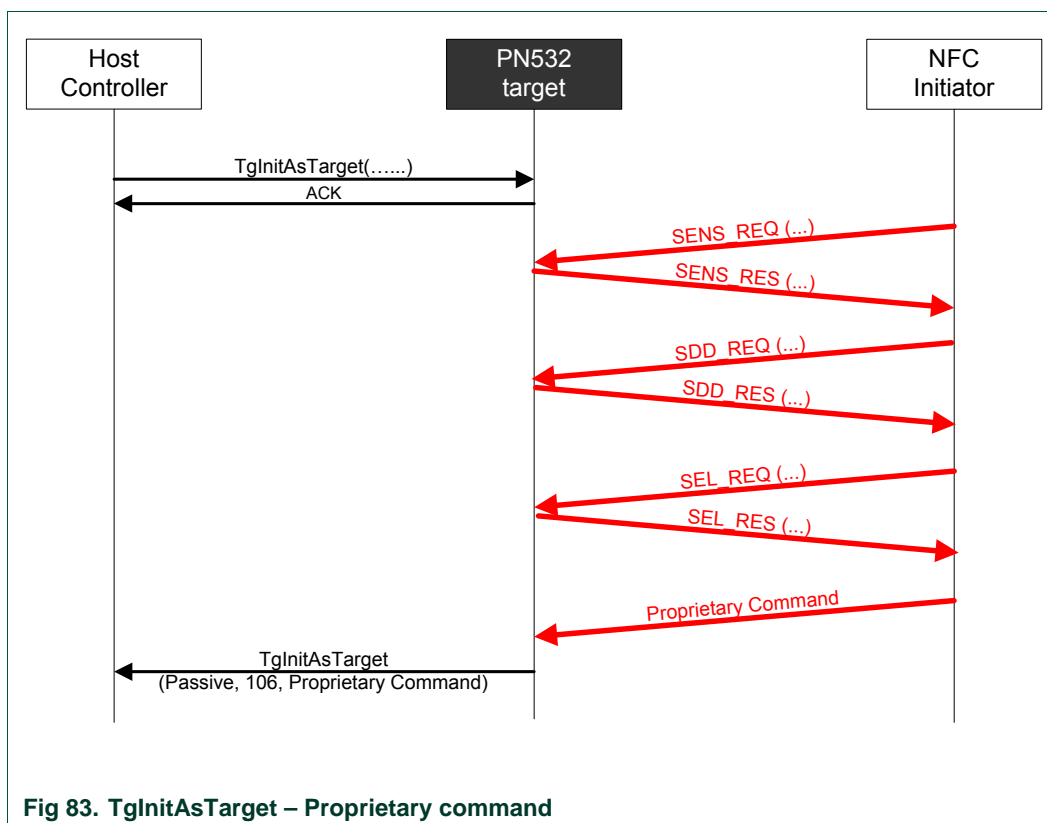 Host
Controller
PN532
target
NFC
Initiator
TgInitAsTarget(…...)
ACK
SENS_REQ (...)
SENS_RES (...)
SDD_REQ (...)
SDD_RES (...)
SEL_REQ (...)
SEL_RES (...)
Proprietary Command
TgInitAsTarget
(Passive, 106, Proprietary Command)
Fig 83. TgInitAsTarget – Proprietary command